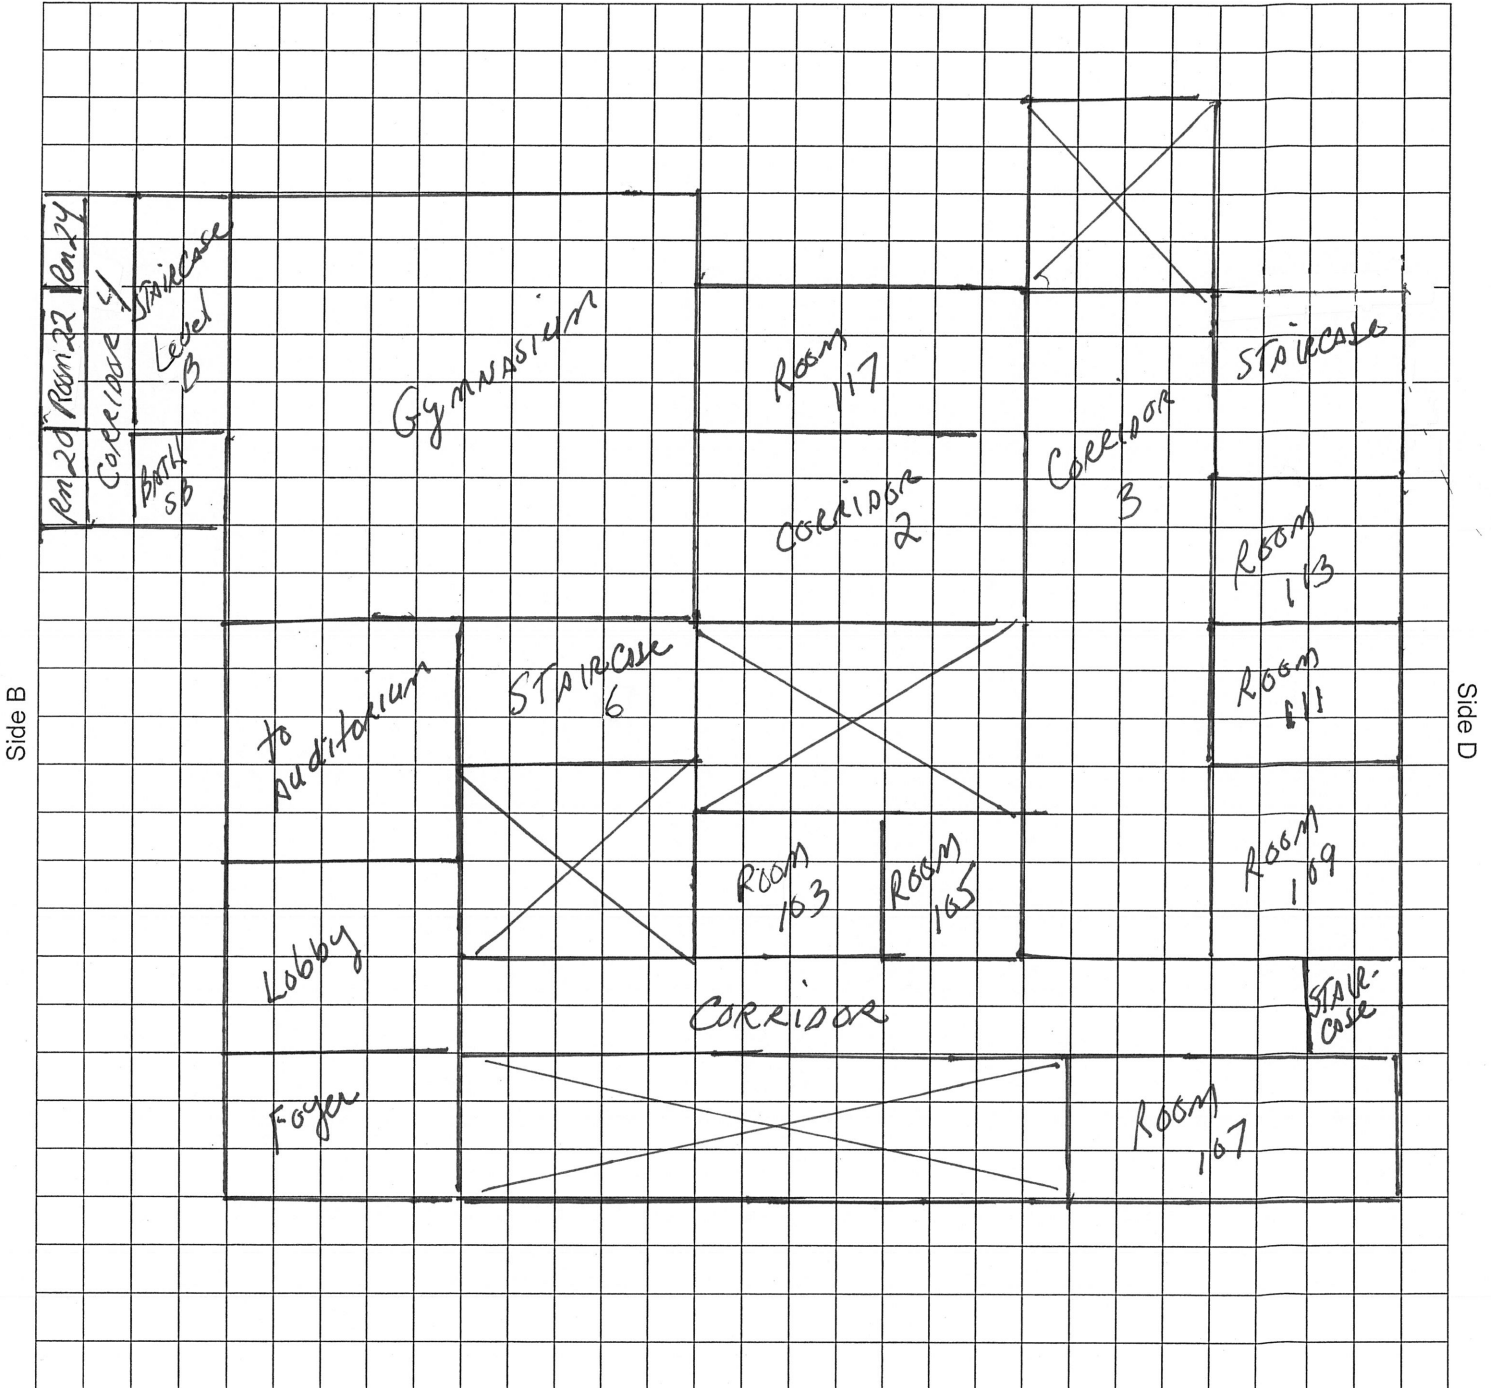 Rm 24
Room 22
Rm 20
CORRIDOR 4
STAIRCASE
Level
B
BATH
5B
Gymnasium
ROOM
117
CORRIDOR
2
CORRIDOR
3
STAIRCASE
ROOM
113
ROOM
111
ROOM
109
to
Auditorium
STAIRCASE
6
ROOM
103
ROOM
105
Lobby
CORRIDOR
STAIR-
CASE
Foyer
ROOM
107
Side B
Side D